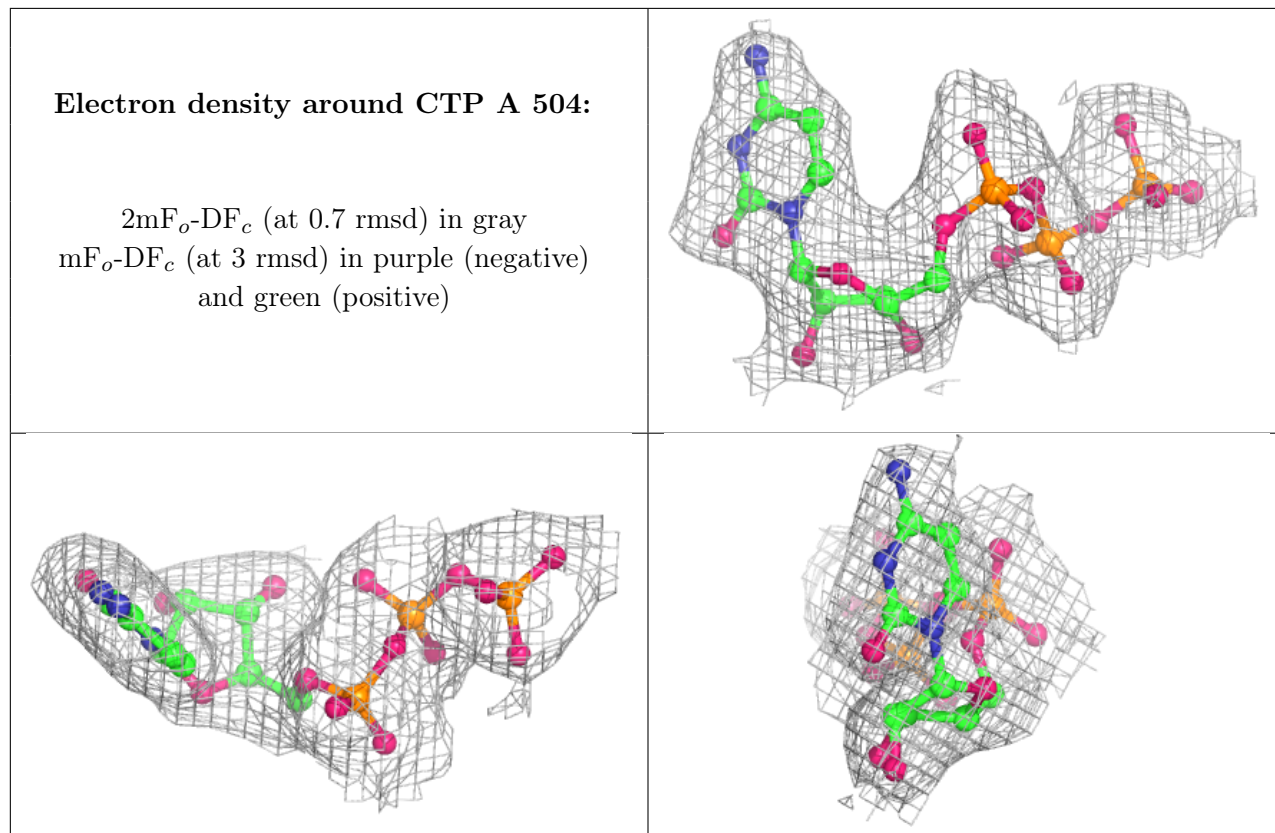 Electron density around CTP A 504:
2mFₒ-DF𝑐 (at 0.7 rmsd) in gray
mFₒ-DF𝑐 (at 3 rmsd) in purple (negative)
and green (positive)